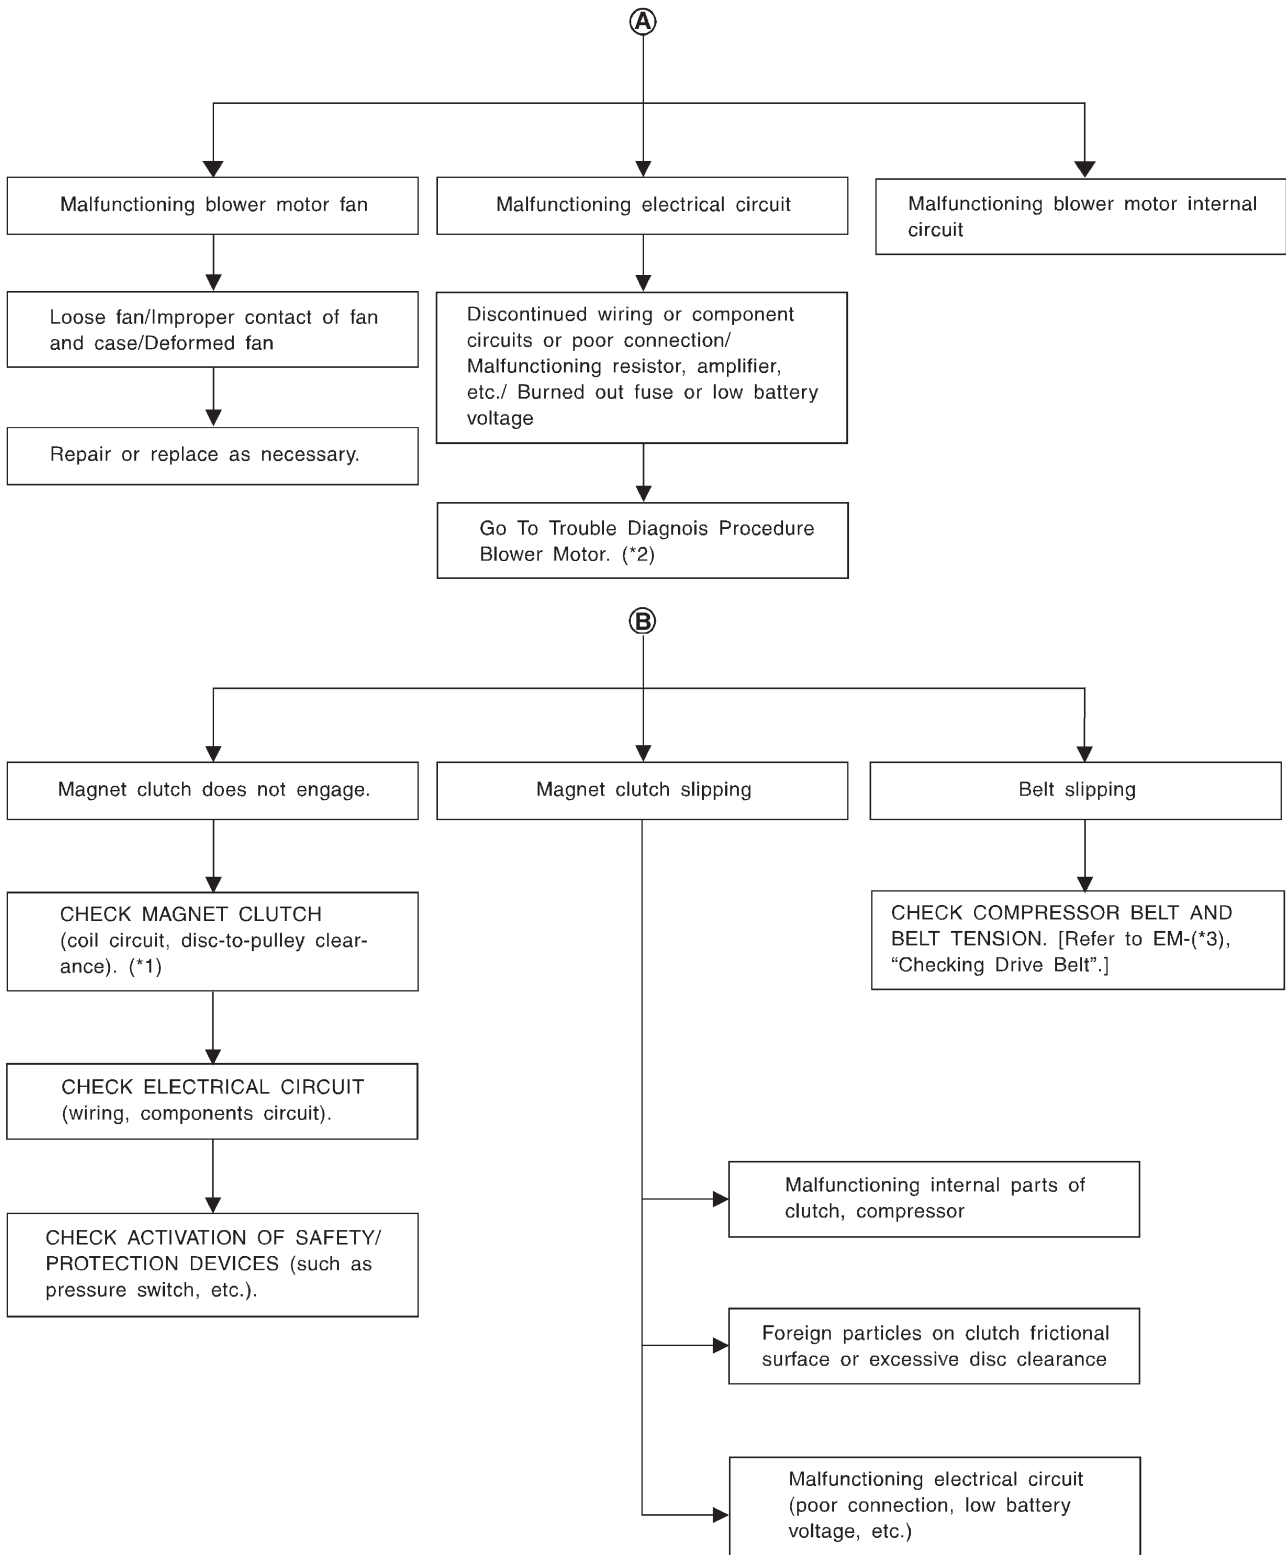 A
Malfunctioning blower motor fan
Malfunctioning electrical circuit
Malfunctioning blower motor internal
circuit
Loose fan/Improper contact of fan
and case/Deformed fan
Discontinued wiring or component
circuits or poor connection/
Malfunctioning resistor, amplifier,
etc./ Burned out fuse or low battery
voltage
Repair or replace as necessary.
Go To Trouble Diagnois Procedure
Blower Motor. (*2)
B
Magnet clutch does not engage.
Magnet clutch slipping
Belt slipping
CHECK MAGNET CLUTCH
(coil circuit, disc-to-pulley clear-
ance). (*1)
CHECK COMPRESSOR BELT AND
BELT TENSION. [Refer to EM-(*3),
“Checking Drive Belt”.]
CHECK ELECTRICAL CIRCUIT
(wiring, components circuit).
CHECK ACTIVATION OF SAFETY/
PROTECTION DEVICES (such as
pressure switch, etc.).
Malfunctioning internal parts of
clutch, compressor
Foreign particles on clutch frictional
surface or excessive disc clearance
Malfunctioning electrical circuit
(poor connection, low battery
voltage, etc.)